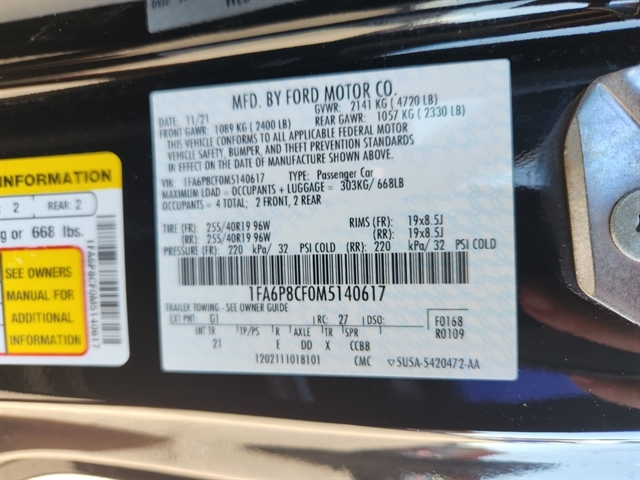 MFD. BY FORD MOTOR CO.
DATE: 11/21 GVWR: 2141 KG ( 4720 LB)
FRONT GAWR: 1089 KG ( 2400 LB) REAR GAWR: 1057 KG ( 2330 LB)
THIS VEHICLE CONFORMS TO ALL APPLICABLE FEDERAL MOTOR
VEHICLE SAFETY, BUMPER, AND THEFT PREVENTION STANDARDS
IN EFFECT ON THE DATE OF MANUFACTURE SHOWN ABOVE.
VIN: 1FA6P8CF0M5140617 TYPE: Passenger Car
MAXIMUM LOAD = OCCUPANTS + LUGGAGE = 303KG/ 668LB
OCCUPANTS = 4 TOTAL; 2 FRONT, 2 REAR
TIRE (FR): 255/40R19 96W RIMS (FR): 19x8.5J
(RR): 255/40R19 96W (RR): 19x8.5J
PRESSURE (FR): 220 kPa/ 32 PSI COLD (RR): 220 kPa/ 32 PSI COLD
1FA6P8CF0M5140617
TRAILER TOWING - SEE OWNER GUIDE
EXT PNT: G1 RC: 27 DSO: F0168
INT TR TP/PS R AXLE TR SPR R0109
21 E DD X CCBB
1202111018101 CMC 5U5A-5420472-AA
INFORMATION
2 REAR: 2
g or 668 lbs.
SEE OWNERS
MANUAL FOR
ADDITIONAL
INFORMATION
1FA6P8CF0M5140617